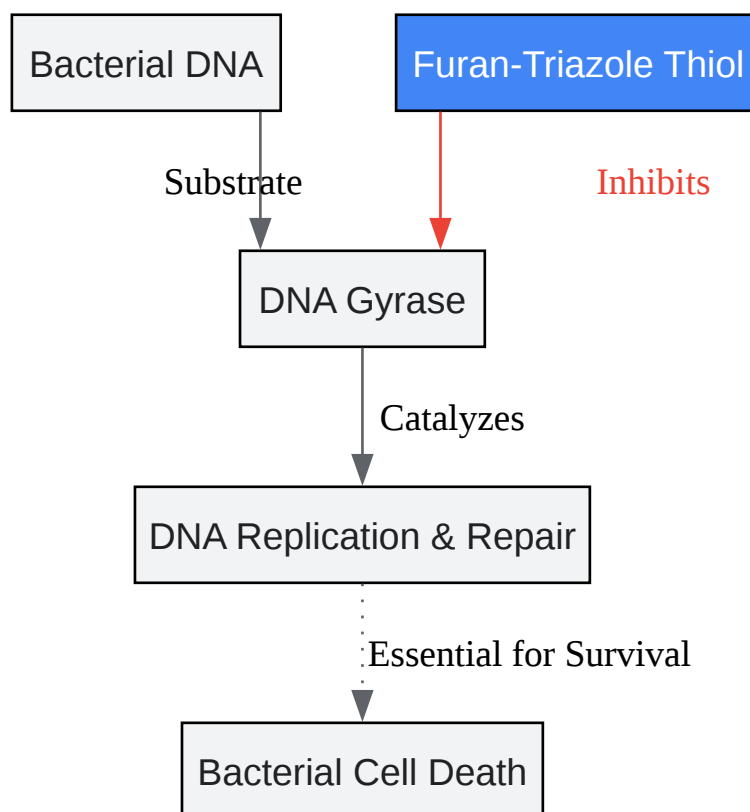 Bacterial DNA
Furan-Triazole Thiol
Substrate
Inhibits
DNA Gyrase
Catalyzes
DNA Replication & Repair
Essential for Survival
Bacterial Cell Death